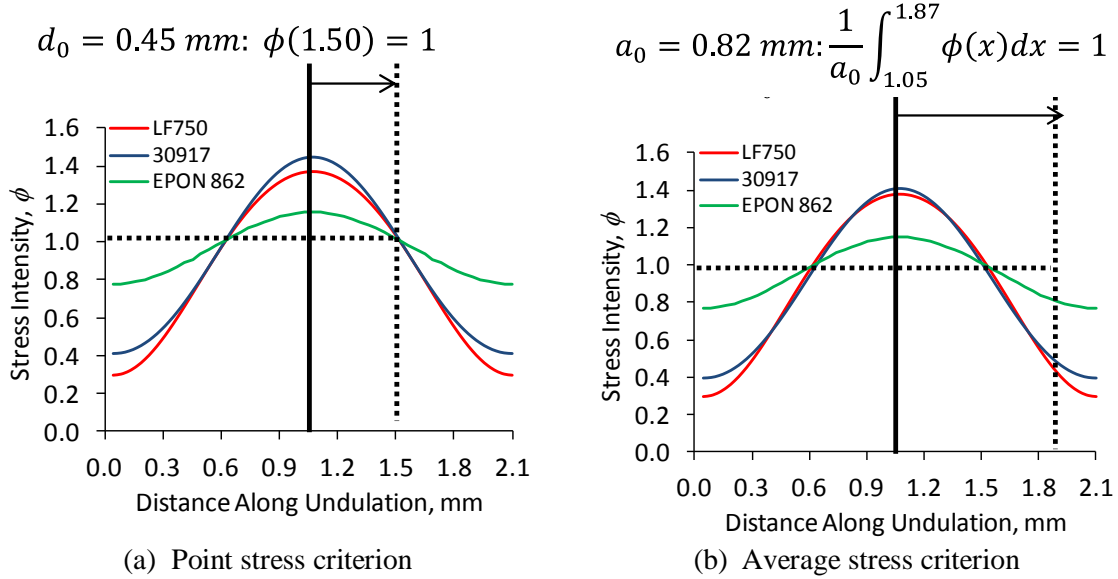 d₀ = 0.45 mm: ϕ(1.50) = 1
LF750
30917
EPON 862
Stress Intensity, ϕ
1.6
1.4
1.2
1.0
0.8
0.6
0.4
0.2
0.0
0.0 0.3 0.6 0.9 1.2 1.5 1.8 2.1
Distance Along Undulation, mm
(a) Point stress criterion
a₀ = 0.82 mm: 1/a₀ ∫₁.₀₅^1.87 ϕ(x)dx = 1
LF750
30917
EPON 862
Stress Intensity, ϕ
1.6
1.4
1.2
1.0
0.8
0.6
0.4
0.2
0.0
0.0 0.3 0.6 0.9 1.2 1.5 1.8 2.1
Distance Along Undulation, mm
(b) Average stress criterion